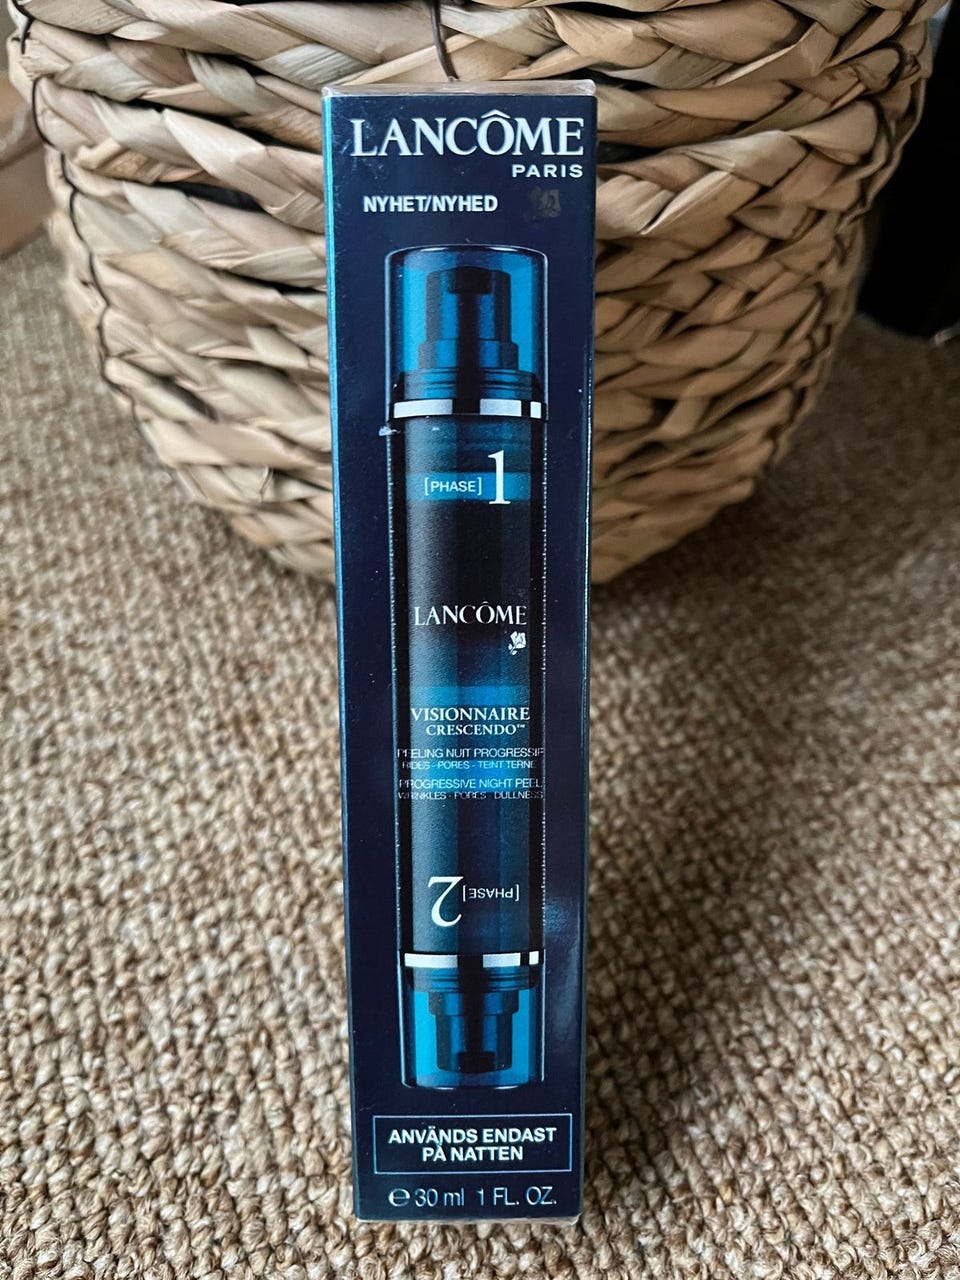 LANCÔME
PARIS
NYHET/NYHED
[PHASE] 1
LANCÔME
VISIONNAIRE
CRESCENDO™
PEELING NUIT PROGRESSIF
RIDES - PORES - TEINT TERNE
PROGRESSIVE NIGHT PEEL
WRINKLES - PORES - DULLNESS
[PHASE] 2
ANVÄNDS ENDAST
PÅ NATTEN
℮ 30 ml 1 FL. OZ.